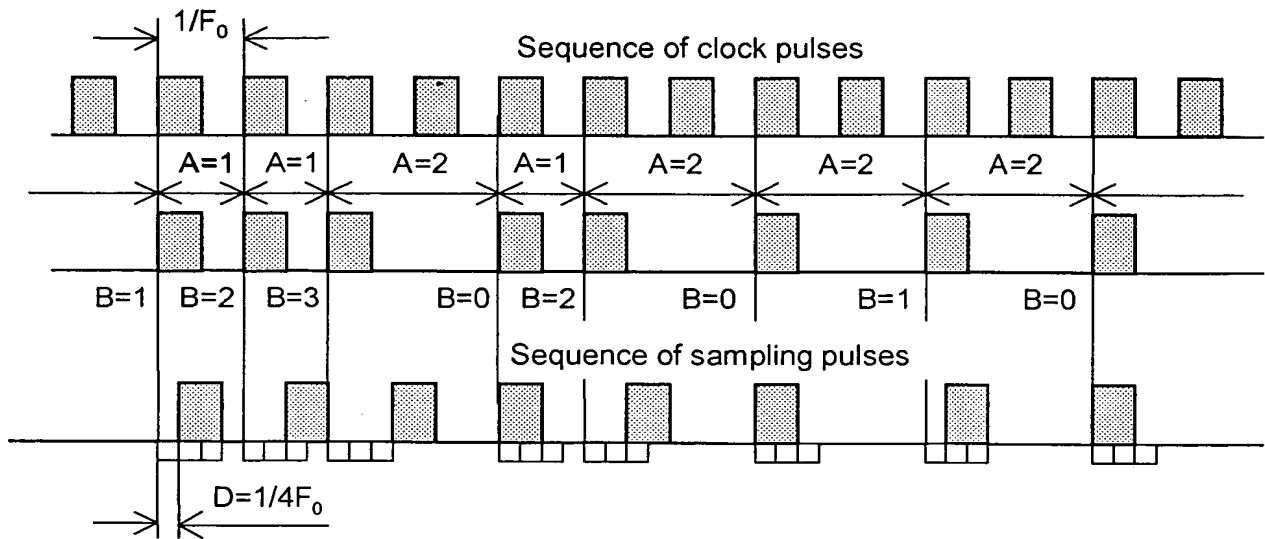 1/F₀
Sequence of clock pulses
A=1 A=1 A=2 A=1 A=2 A=2 A=2
B=1 B=2 B=3 B=0 B=2 B=0 B=1 B=0
Sequence of sampling pulses
D=1/4F₀